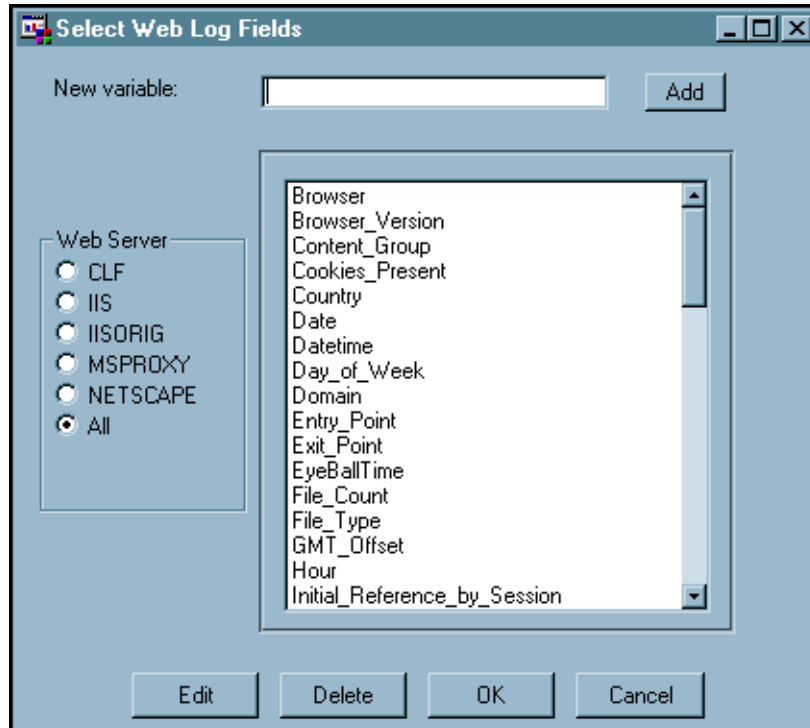 Select Web Log Fields
New variable:
Add
Web Server
CLF
IIS
IISORIG
MSPROXY
NETSCAPE
All
Browser
Browser_Version
Content_Group
Cookies_Present
Country
Date
Datetime
Day_of_Week
Domain
Entry_Point
Exit_Point
EyeBallTime
File_Count
File_Type
GMT_Offset
Hour
Initial_Reference_by_Session
Edit
Delete
OK
Cancel